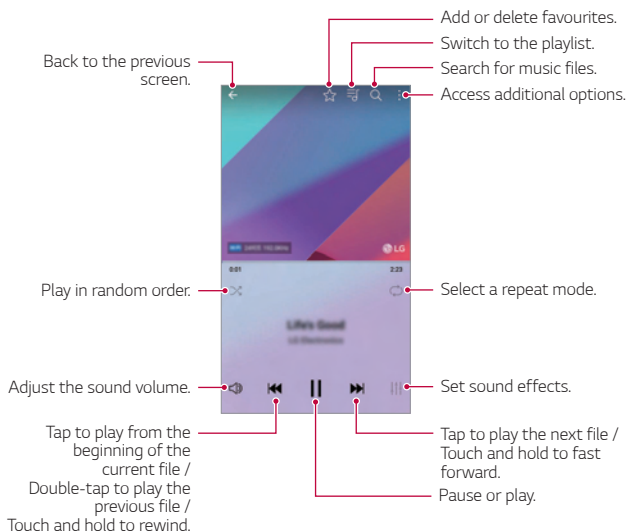 Add or delete favourites.
Switch to the playlist.
Back to the previous
screen.
Search for music files.
Access additional options.
LG
0:01
2:23
Play in random order.
Select a repeat mode.
Life's Good
LG Electronics
Adjust the sound volume.
Set sound effects.
Tap to play from the
beginning of the
current file /
Double-tap to play the
previous file /
Touch and hold to rewind.
Tap to play the next file /
Touch and hold to fast
forward.
Pause or play.